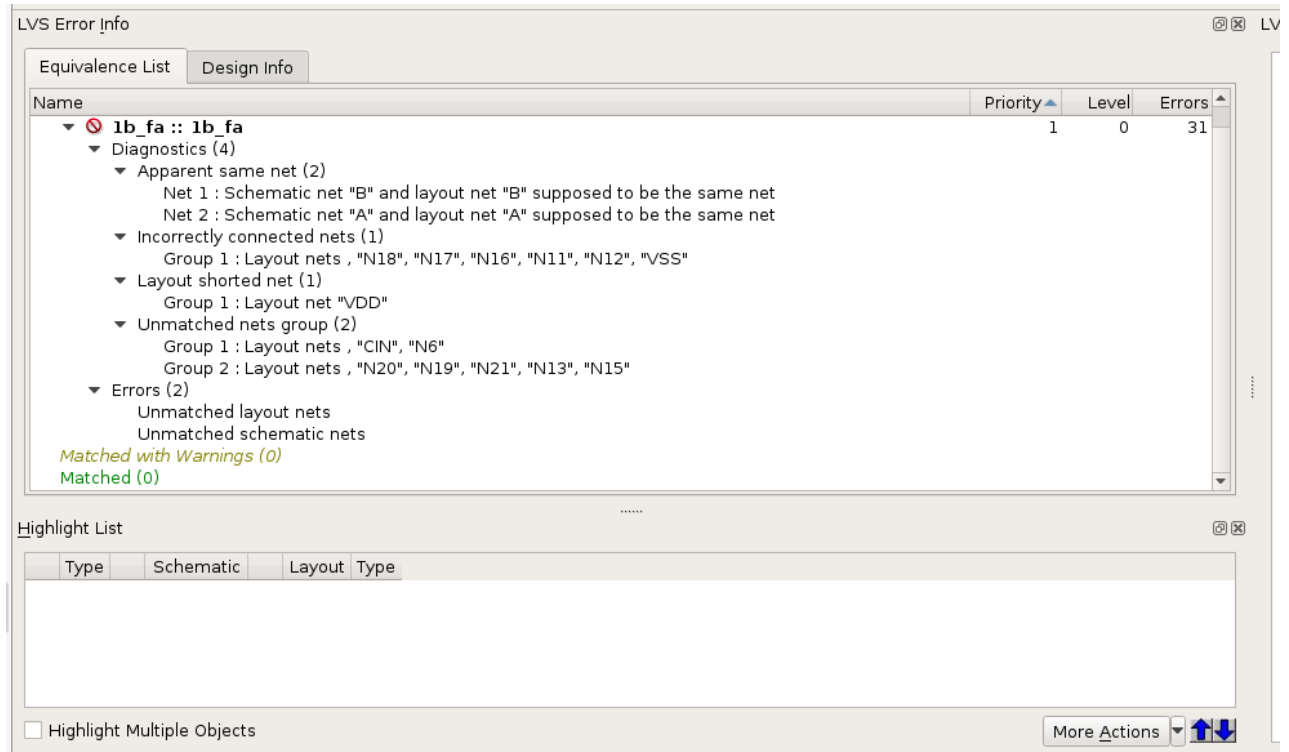 LVS Error Info
LV
Equivalence List
Design Info
Name Priority Level Errors
1b_fa :: 1b_fa 1 0 31
Diagnostics (4)
Apparent same net (2)
Net 1 : Schematic net "B" and layout net "B" supposed to be the same net
Net 2 : Schematic net "A" and layout net "A" supposed to be the same net
Incorrectly connected nets (1)
Group 1 : Layout nets , "N18", "N17", "N16", "N11", "N12", "VSS"
Layout shorted net (1)
Group 1 : Layout net "VDD"
Unmatched nets group (2)
Group 1 : Layout nets , "CIN", "N6"
Group 2 : Layout nets , "N20", "N19", "N21", "N13", "N15"
Errors (2)
Unmatched layout nets
Unmatched schematic nets
Matched with Warnings (0)
Matched (0)
Highlight List
Type Schematic Layout Type
Highlight Multiple Objects
More Actions